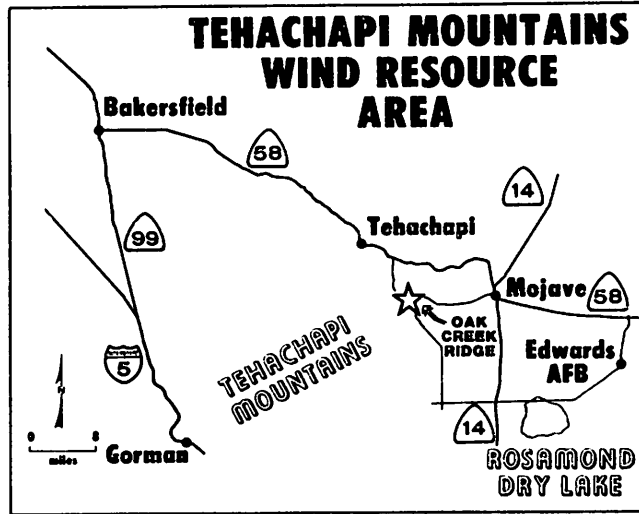 TEHACHAPI MOUNTAINS
WIND RESOURCE
AREA
Bakersfield
58
14
Tehachapi
99
Mojave
58
OAK
CREEK
RIDGE
Edwards
AFB
TEHACHAPI
MOUNTAINS
5
N
0 8
miles
Gorman
14
ROSAMOND
DRY LAKE